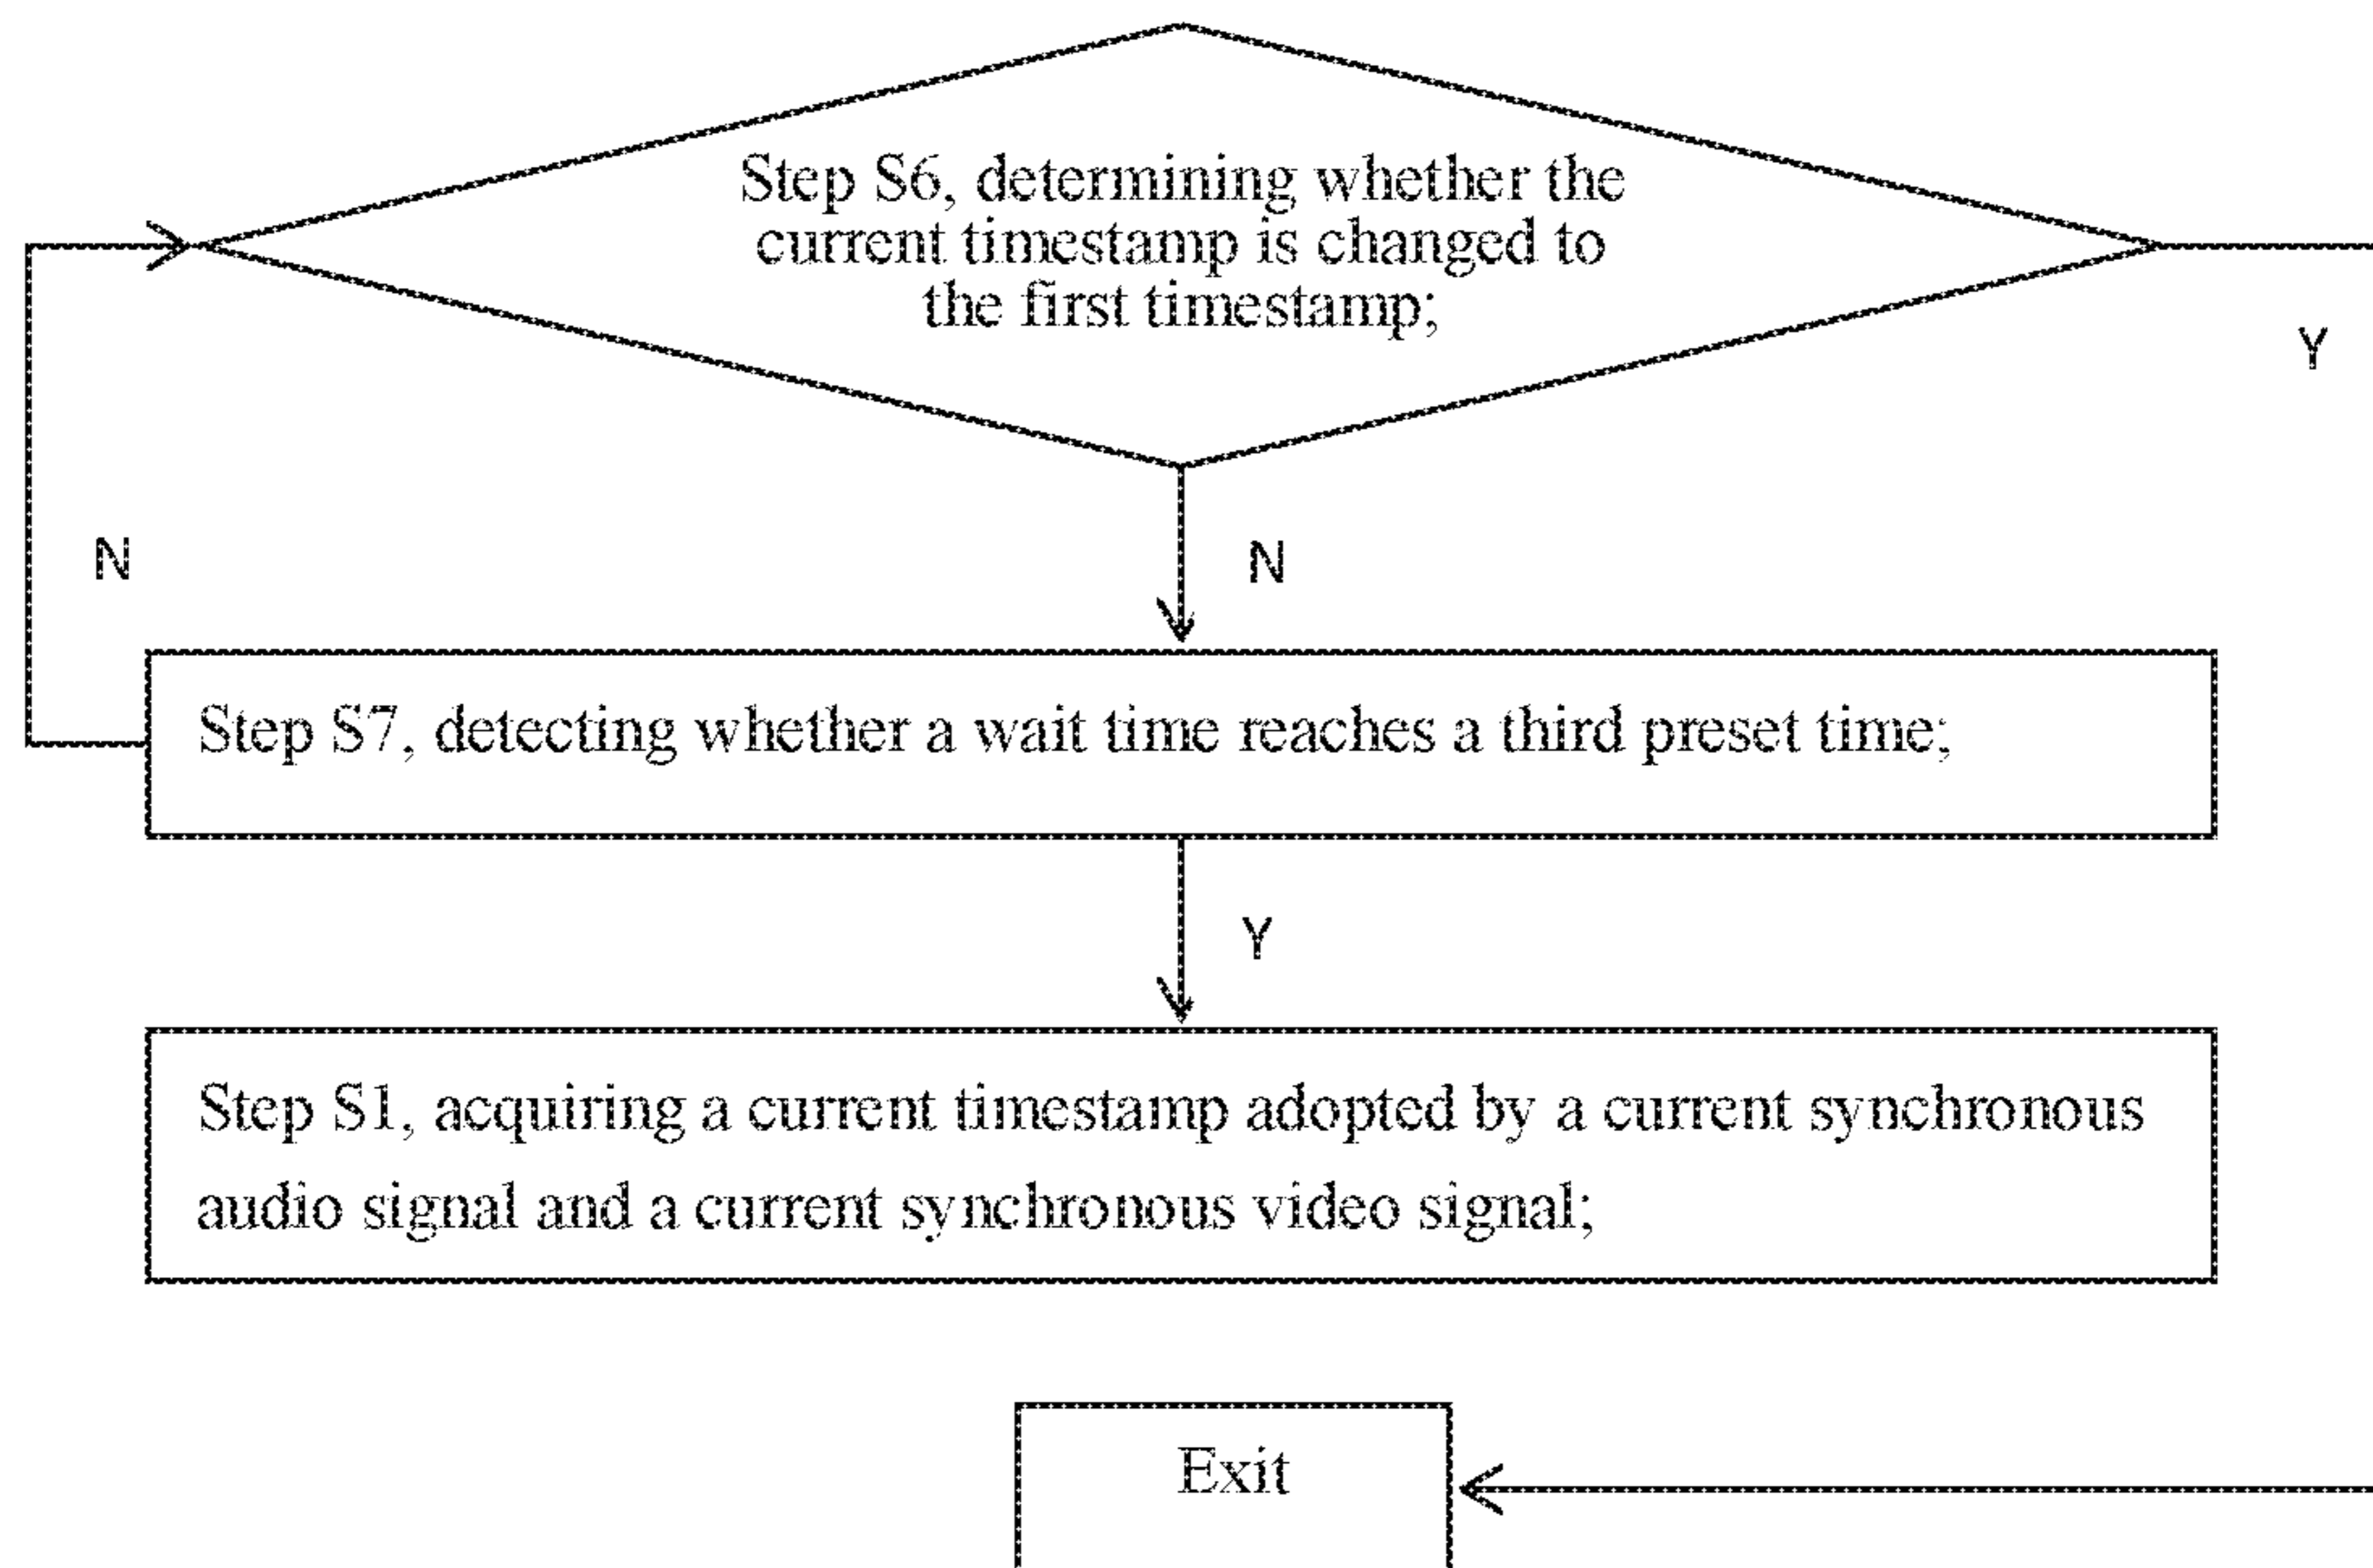 Step S6, determining whether the
current timestamp is changed to
the first timestamp;
Y
N
N
Step S7, detecting whether a wait time reaches a third preset time;
Y
Step S1, acquiring a current timestamp adopted by a current synchronous
audio signal and a current synchronous video signal;
Exit